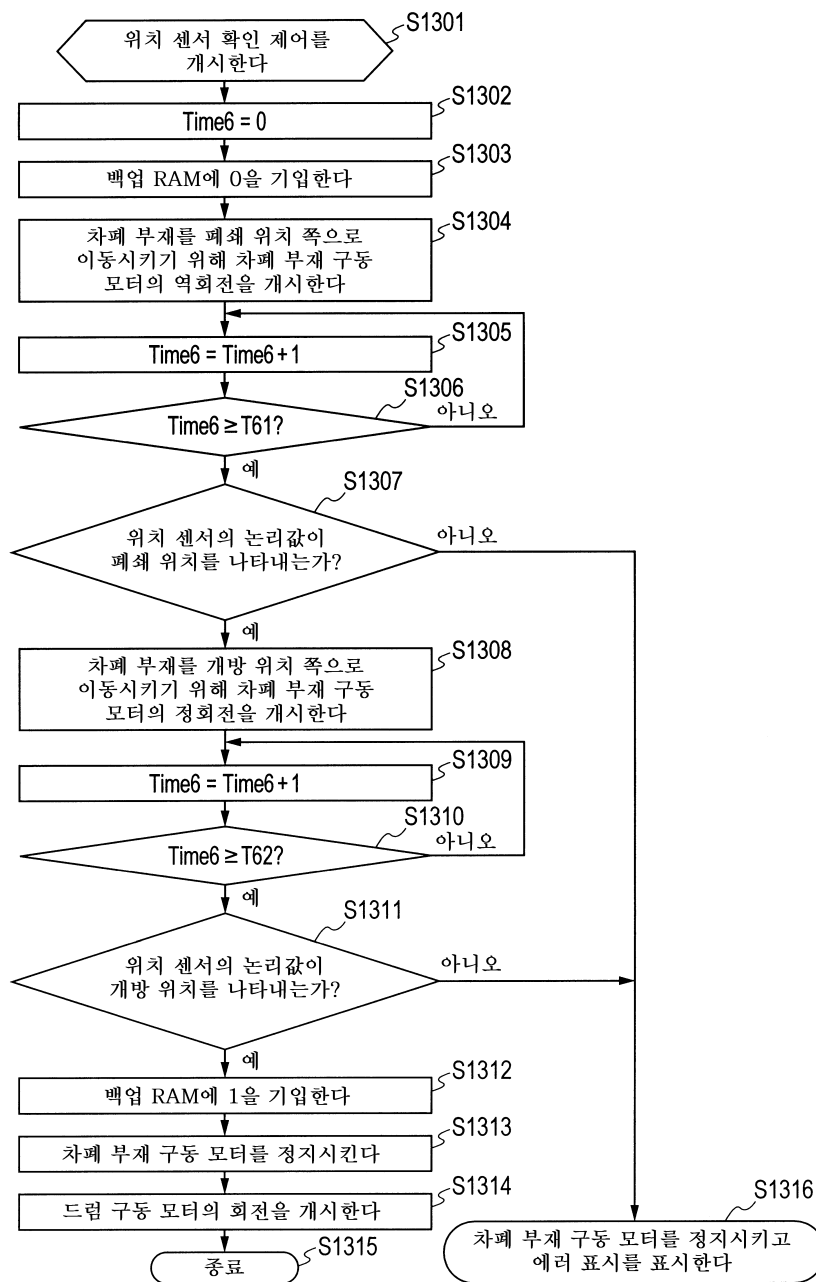 S1301
위치 센서 확인 제어를
개시한다
S1302
Time6 = 0
S1303
백업 RAM에 0을 기입한다
S1304
차폐 부재를 폐쇄 위치 쪽으로
이동시키기 위해 차폐 부재 구동
모터의 역회전을 개시한다
S1305
Time6 = Time6+1
S1306
Time6 ≥ T61?
아니오
예
S1307
위치 센서의 논리값이
폐쇄 위치를 나타내는가?
아니오
예
S1308
차폐 부재를 개방 위치 쪽으로
이동시키기 위해 차폐 부재 구동
모터의 정회전을 개시한다
S1309
Time6 = Time6+1
S1310
Time6 ≥ T62?
아니오
예
S1311
위치 센서의 논리값이
개방 위치를 나타내는가?
아니오
예
S1312
백업 RAM에 1을 기입한다
S1313
차폐 부재 구동 모터를 정지시킨다
S1314
드럼 구동 모터의 회전을 개시한다
S1315
종료
S1316
차폐 부재 구동 모터를 정지시키고
에러 표시를 표시한다